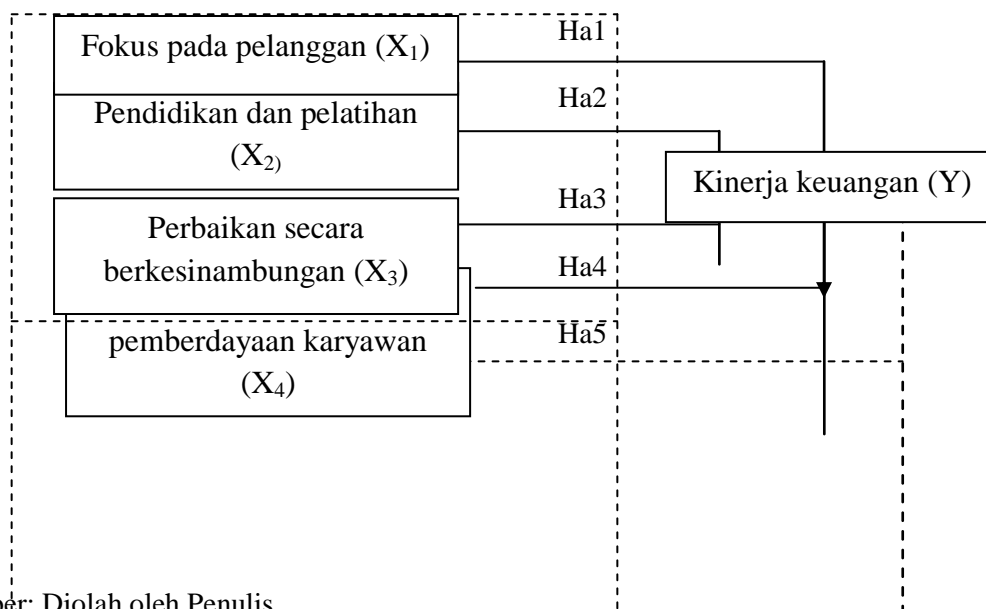 Fokus pada pelanggan (X₁)
Ha1
Pendidikan dan pelatihan
(X₂₎
Ha2
Kinerja keuangan (Y)
Ha3
Perbaikan secara
berkesinambungan (X₃)
Ha4
pemberdayaan karyawan
(X₄)
Ha5
Diolah oleh Penulis